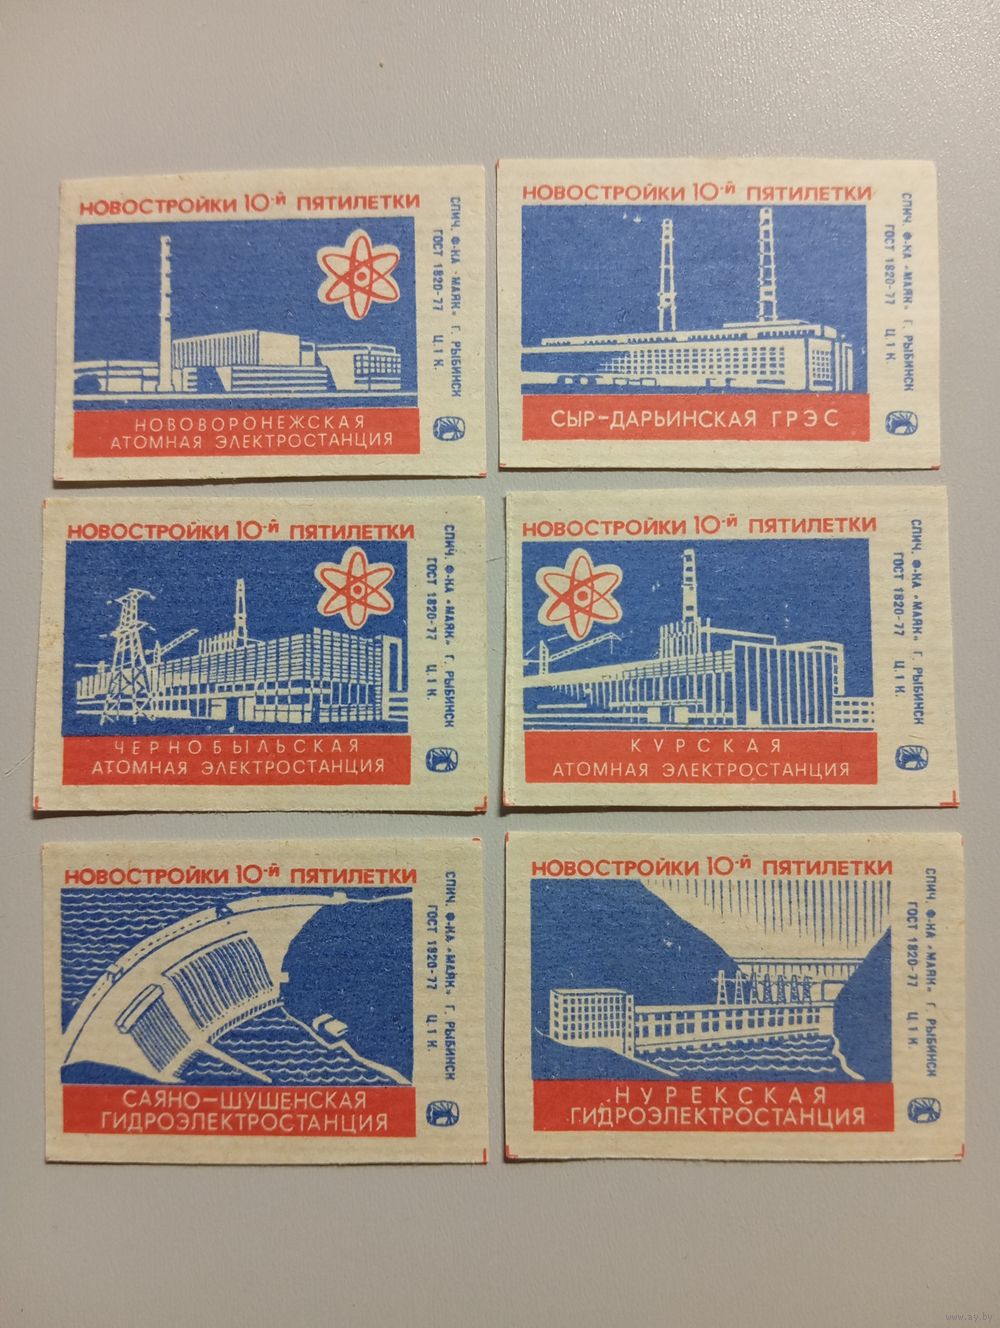 НОВОСТРОЙКИ 10-Й ПЯТИЛЕТКИ
НОВОВОРОНЕЖСКАЯ
АТОМНАЯ ЭЛЕКТРОСТАНЦИЯ
СПИЧ. Ф-КА «МАЯК» Г. РЫБИНСК
ГОСТ 1820-77 Ц. 1 К.
НОВОСТРОЙКИ 10-Й ПЯТИЛЕТКИ
СЫР-ДАРЬИНСКАЯ ГРЭС
СПИЧ. Ф-КА «МАЯК» Г. РЫБИНСК
ГОСТ 1820-77 Ц. 1 К.
НОВОСТРОЙКИ 10-Й ПЯТИЛЕТКИ
ЧЕРНОБЫЛЬСКАЯ
АТОМНАЯ ЭЛЕКТРОСТАНЦИЯ
СПИЧ. Ф-КА «МАЯК» Г. РЫБИНСК
ГОСТ 1820-77 Ц. 1 К.
НОВОСТРОЙКИ 10-Й ПЯТИЛЕТКИ
КУРСКАЯ
АТОМНАЯ ЭЛЕКТРОСТАНЦИЯ
СПИЧ. Ф-КА «МАЯК» Г. РЫБИНСК
ГОСТ 1820-77 Ц. 1 К.
НОВОСТРОЙКИ 10-Й ПЯТИЛЕТКИ
САЯНО-ШУШЕНСКАЯ
ГИДРОЭЛЕКТРОСТАНЦИЯ
СПИЧ. Ф-КА «МАЯК» Г. РЫБИНСК
ГОСТ 1820-77 Ц. 1 К.
НОВОСТРОЙКИ 10-Й ПЯТИЛЕТКИ
НУРЕКСКАЯ
ГИДРОЭЛЕКТРОСТАНЦИЯ
СПИЧ. Ф-КА «МАЯК» Г. РЫБИНСК
ГОСТ 1820-77 Ц. 1 К.
www.ay.by